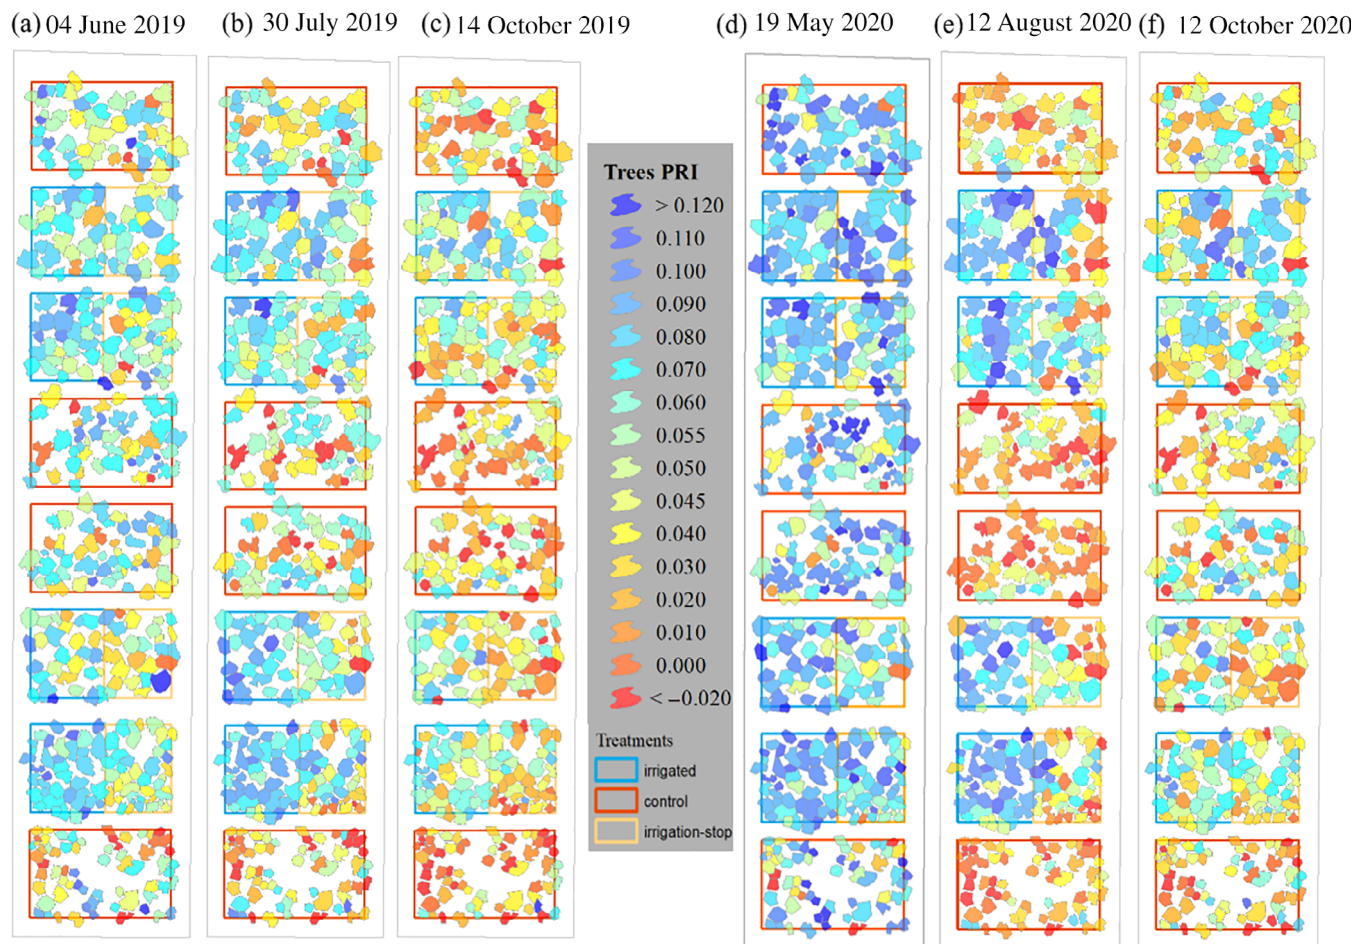 (a) 04 June 2019 (b) 30 July 2019 (c) 14 October 2019 (d) 19 May 2020 (e) 12 August 2020 (f) 12 October 2020
Trees PRI
> 0.120
0.110
0.100
0.090
0.080
0.070
0.060
0.055
0.050
0.045
0.040
0.030
0.020
0.010
0.000
< −0.020
Treatments
irrigated
control
irrigation-stop